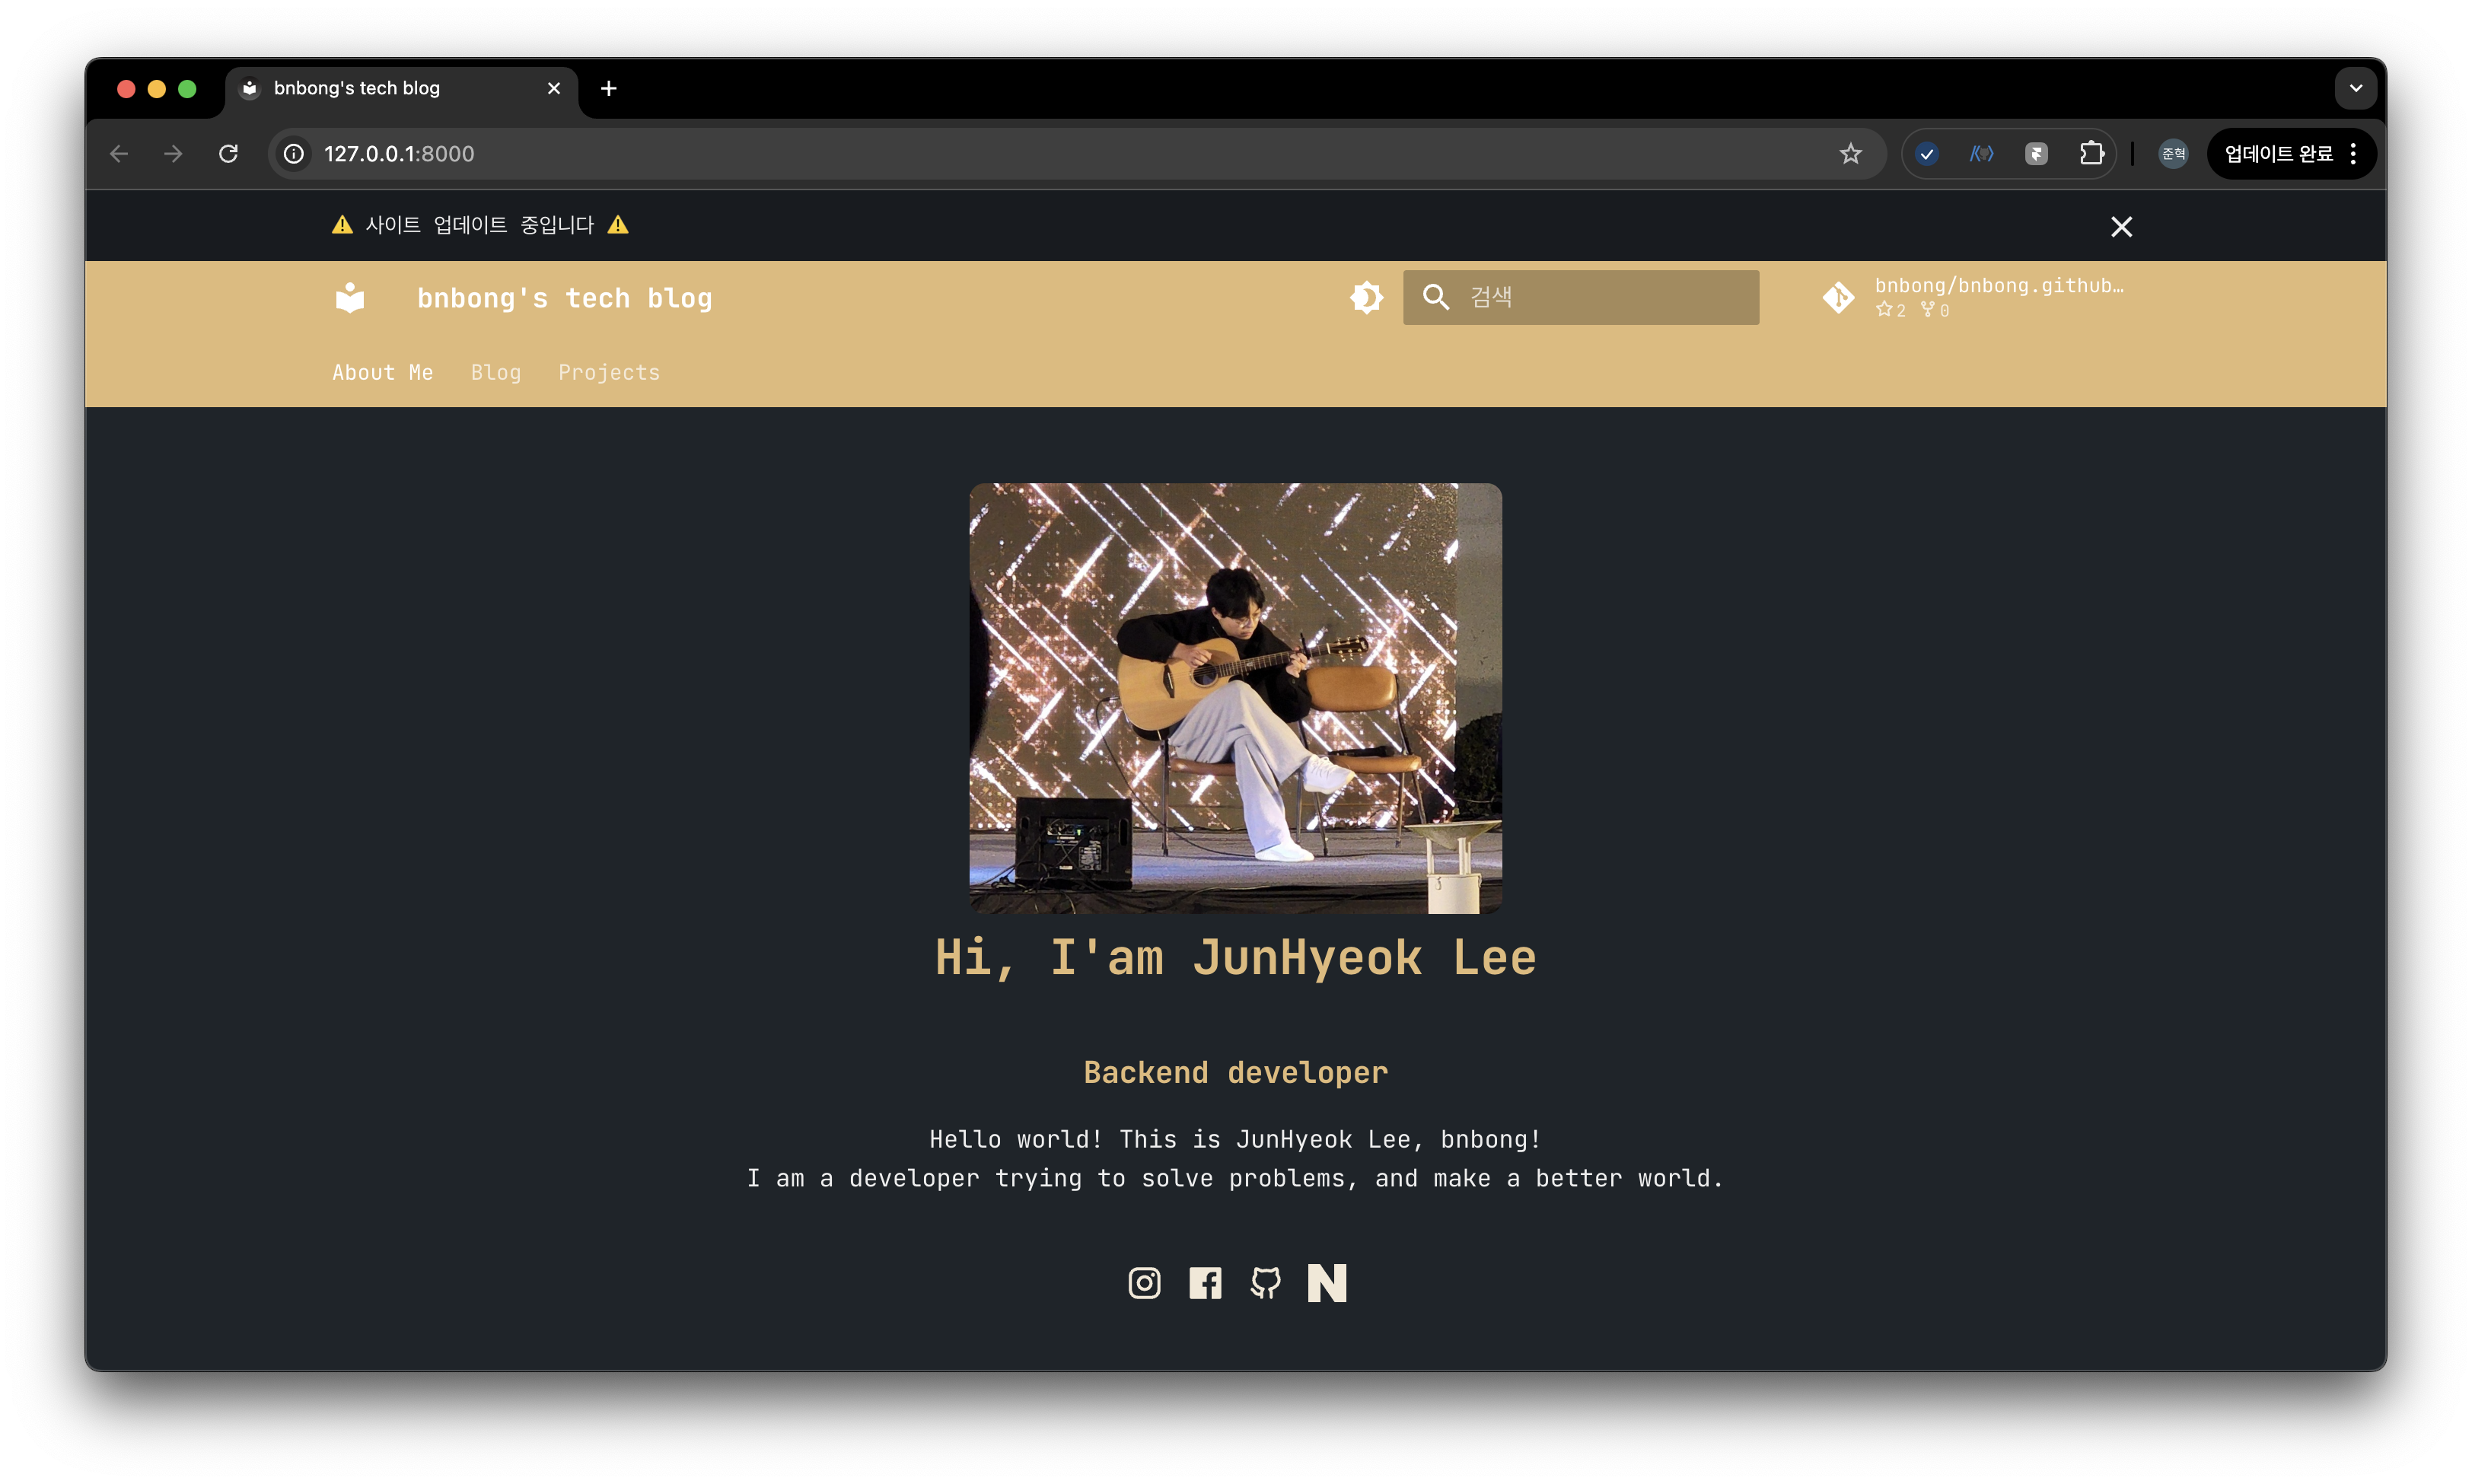 bnbong's tech blog
127.0.0.1:8000
준혁
업데이트 완료
⚠️ 사이트 업데이트 중입니다 ⚠️
bnbong's tech blog
검색
bnbong/bnbong.github…
2 0
About Me Blog Projects
Hi, I'am JunHyeok Lee
Backend developer
Hello world! This is JunHyeok Lee, bnbong!
I am a developer trying to solve problems, and make a better world.